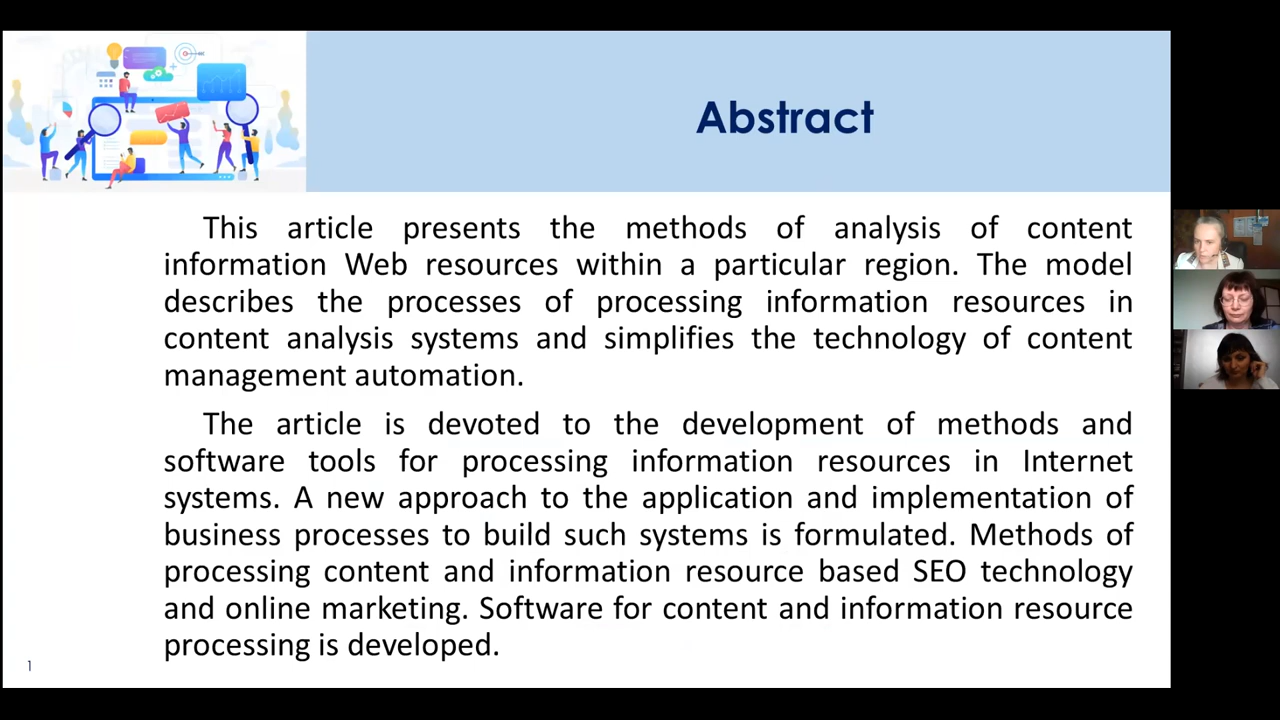 Abstract
This article presents the methods of analysis of content
information Web resources within a particular region. The model
describes the processes of processing information resources in
content analysis systems and simplifies the technology of content
management automation.
The article is devoted to the development of methods and
software tools for processing information resources in Internet
systems. A new approach to the application and implementation of
business processes to build such systems is formulated. Methods of
processing content and information resource based SEO technology
and online marketing. Software for content and information resource
processing is developed.
1